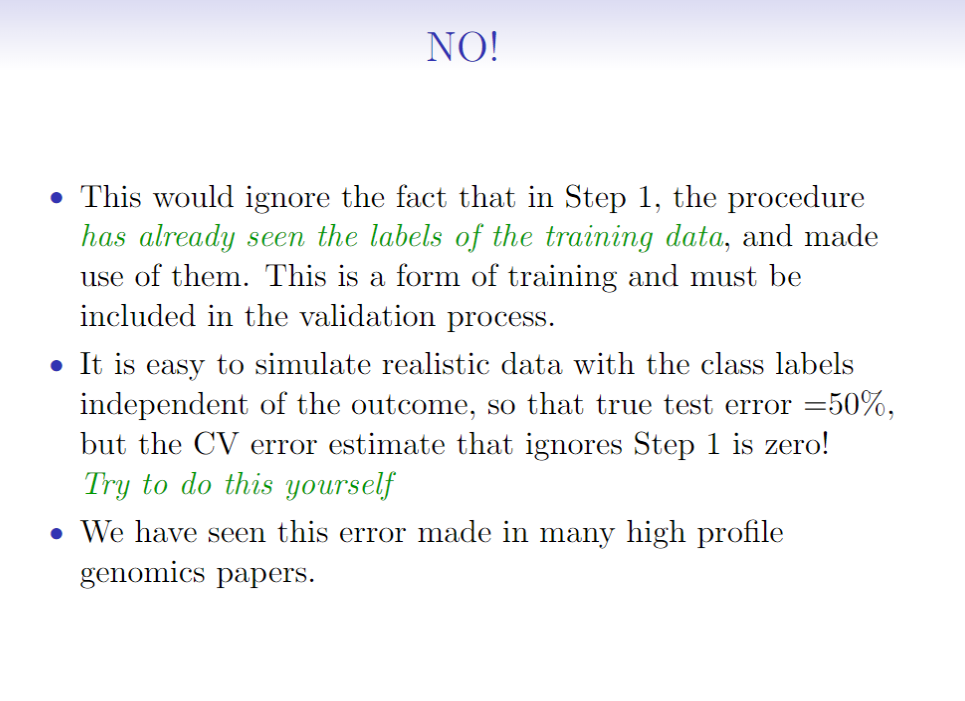 NO!
• This would ignore the fact that in Step 1, the procedure
has already seen the labels of the training data, and made
use of them. This is a form of training and must be
included in the validation process.
• It is easy to simulate realistic data with the class labels
independent of the outcome, so that true test error =50%,
but the CV error estimate that ignores Step 1 is zero!
Try to do this yourself
• We have seen this error made in many high profile
genomics papers.